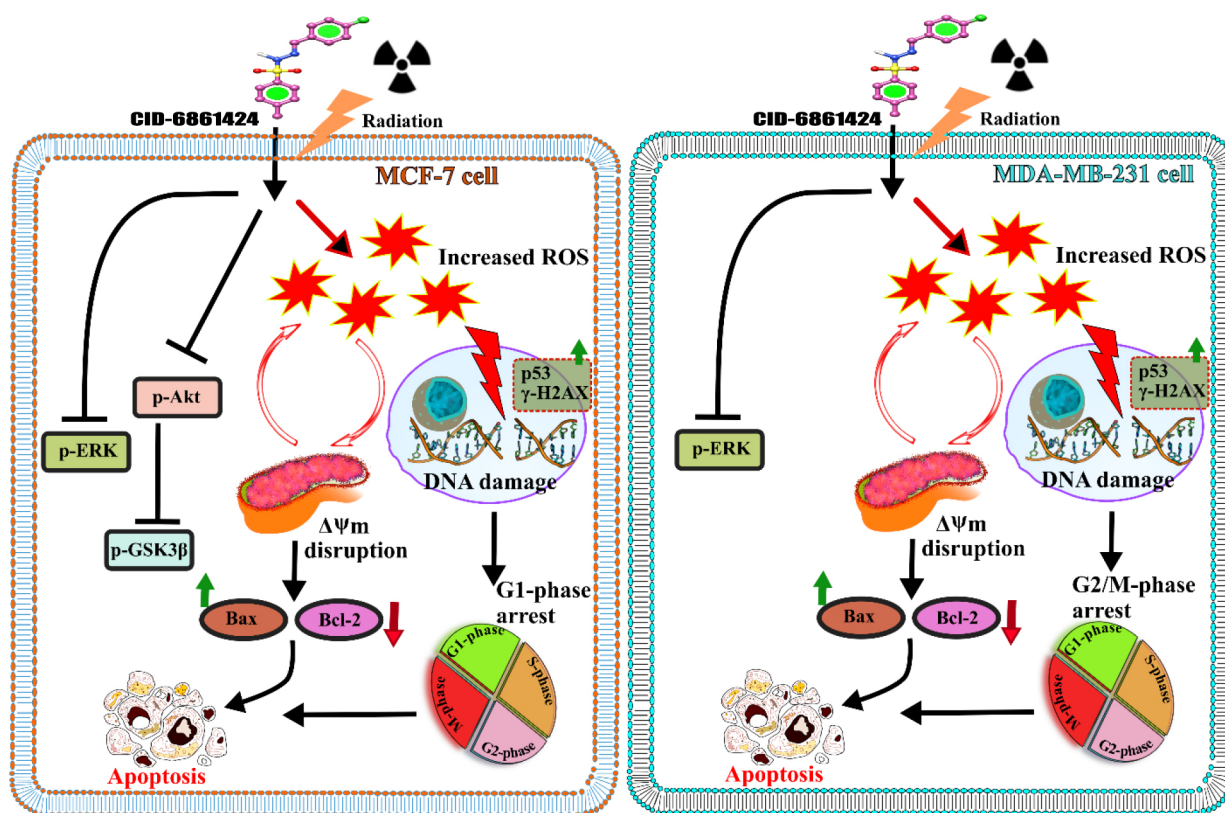 CID-6861424
Radiation
MCF-7 cell
Increased ROS
p53
γ-H2AX
p-Akt
p-ERK
DNA damage
p-GSK3β
ΔΨm
disruption
G1-phase
arrest
Bax
Bcl-2
G1-phase
S-phase
M-phase
G2-phase
Apoptosis
CID-6861424
Radiation
MDA-MB-231 cell
Increased ROS
p53
γ-H2AX
p-ERK
DNA damage
ΔΨm
disruption
G2/M-phase
arrest
Bax
Bcl-2
G1-phase
S-phase
M-phase
G2-phase
Apoptosis